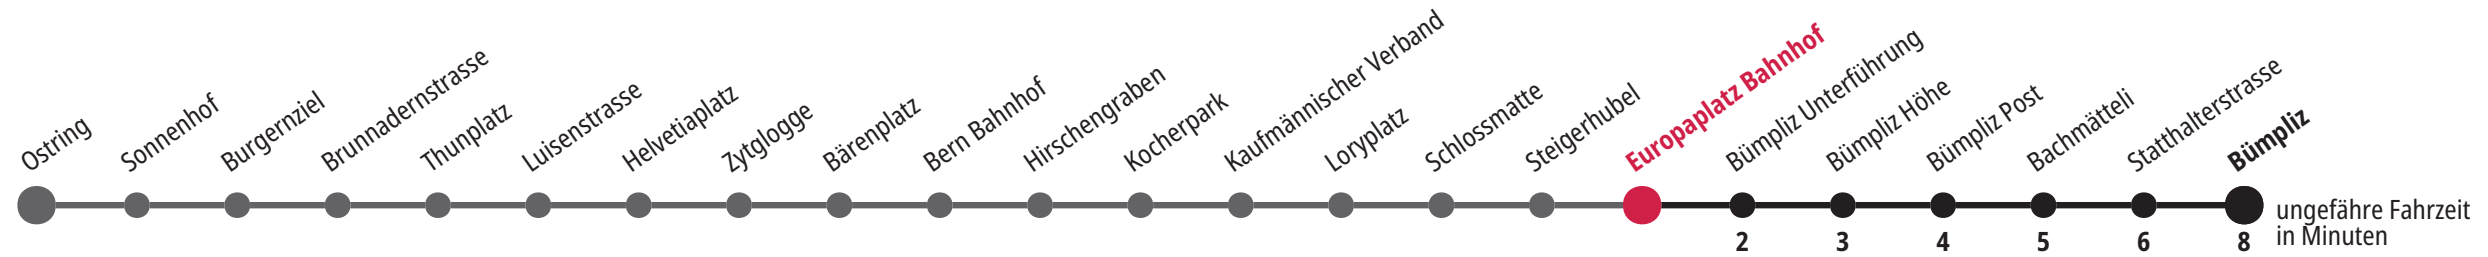 Ostring
Sonnenhof
Burgernziel
Brunnadernstrasse
Thunplatz
Luisenstrasse
Helvetiaplatz
Zytglogge
Bärenplatz
Bern Bahnhof
Hirschengraben
Kocherpark
Kaufmännischer Verband
Loryplatz
Schlossmatte
Steigerhubel
Europaplatz Bahnhof
Bümpliz Unterführung
Bümpliz Höhe
Bümpliz Post
Bachmätteli
Statthalterstrasse
Bümpliz
2 3 4 5 6 8
ungefähre Fahrzeit
in Minuten